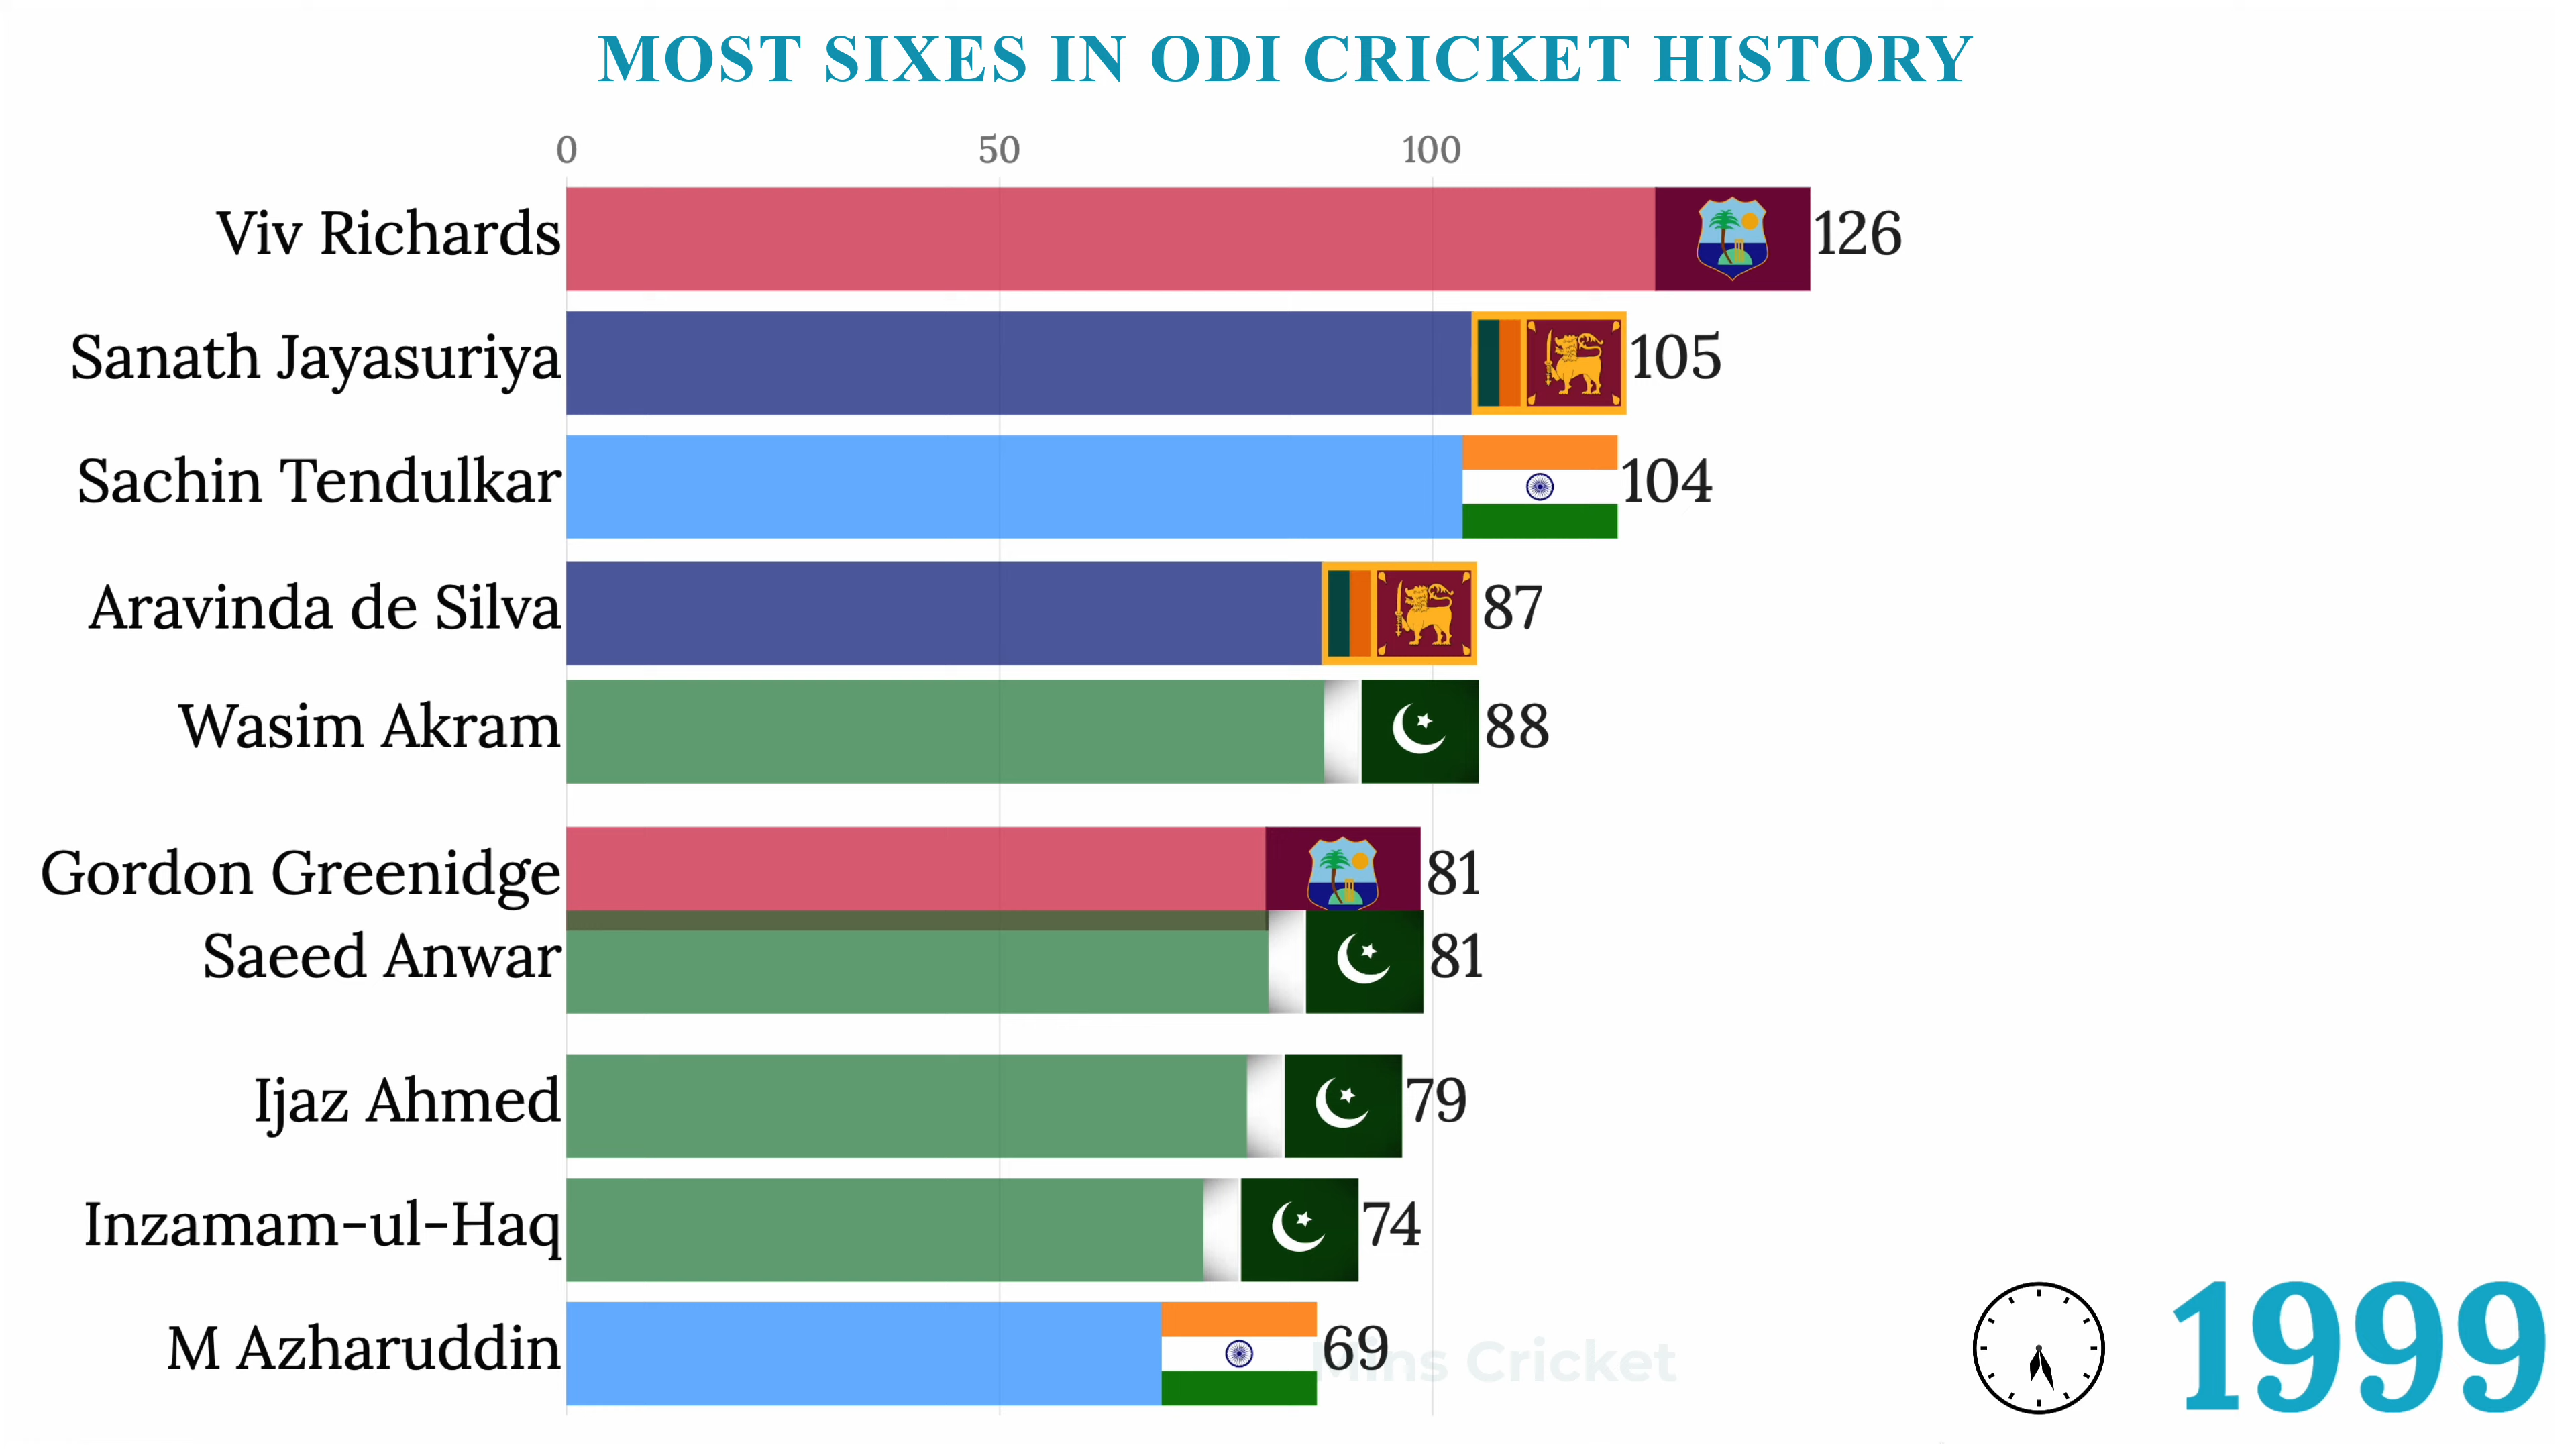 MOST SIXES IN ODI CRICKET HISTORY
0 50 100
Viv Richards 126
Sanath Jayasuriya 105
Sachin Tendulkar 104
Aravinda de Silva 87
Wasim Akram 88
Gordon Greenidge 81
Saeed Anwar 81
Ijaz Ahmed 79
Inzamam-ul-Haq 74
M Azharuddin 69
Cricket
1999